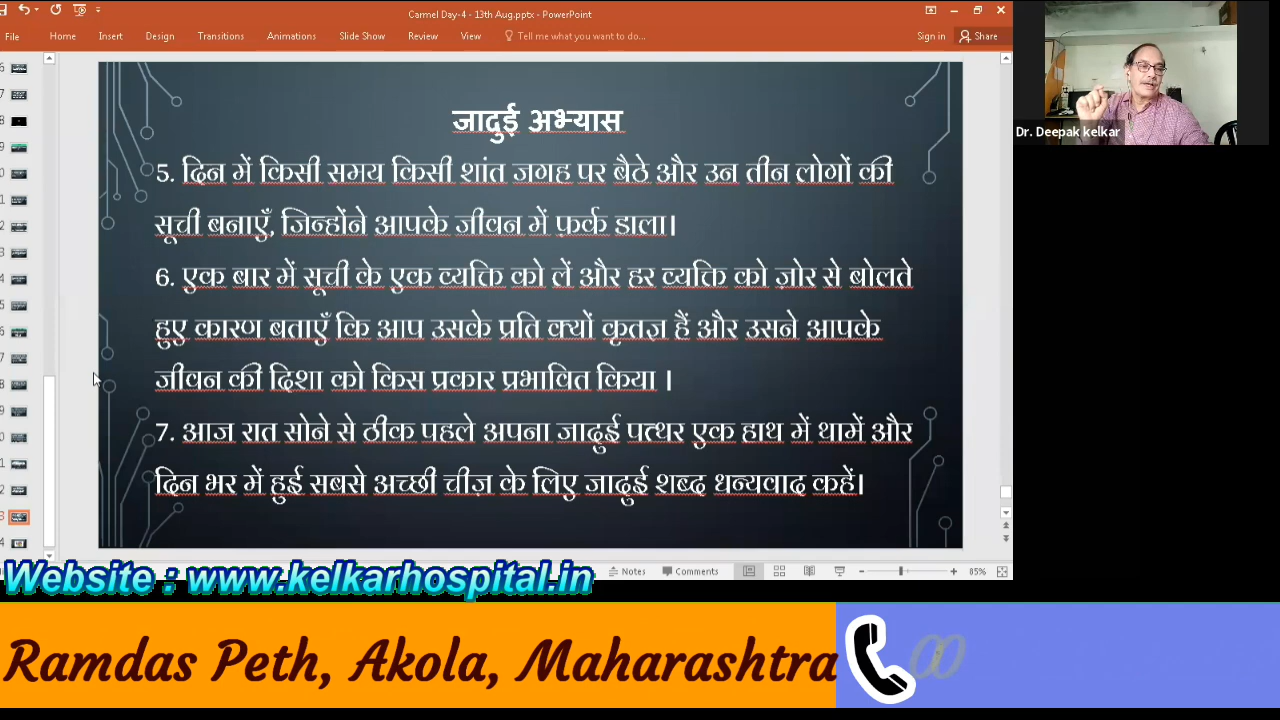 Carmel Day-4 - 13th Aug.pptx - PowerPoint
File Home Insert Design Transitions Animations Slide Show Review View Tell me what you want to do... Sign in Share
Dr. Deepak kelkar
जादुई अभ्यास
5. दिन में किसी समय किसी शांत जगह पर बैठे और उन तीन लोगों की
सूची बनाएँ, जिन्होंने आपके जीवन में फ़र्क डाला।
6. एक बार में सूची के एक व्यक्ति को लें और हर व्यक्ति को ज़ोर से बोलते
हुए कारण बताएँ कि आप उसके प्रति क्यों कृतज्ञ हैं और उसने आपके
जीवन की दिशा को किस प्रकार प्रभावित किया ।
7. आज रात सोने से ठीक पहले अपना जादुई पत्थर एक हाथ में थामें और
दिन भर में हुई सबसे अच्छी चीज़ के लिए जादुई शब्द धन्यवाद कहें।
Notes Comments 85%
Website : www.kelkarhospital.in
Ramdas Peth, Akola, Maharashtra